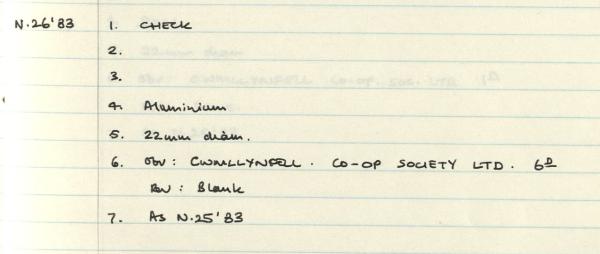 N.26'83 1. CHECK
2.
3.
4. Aluminium
5. 22mm diam.
6. Obv : CWMLLYNFELL . CO-OP SOCIETY LTD . 6D
Rev : Blank
7. As N.25'83